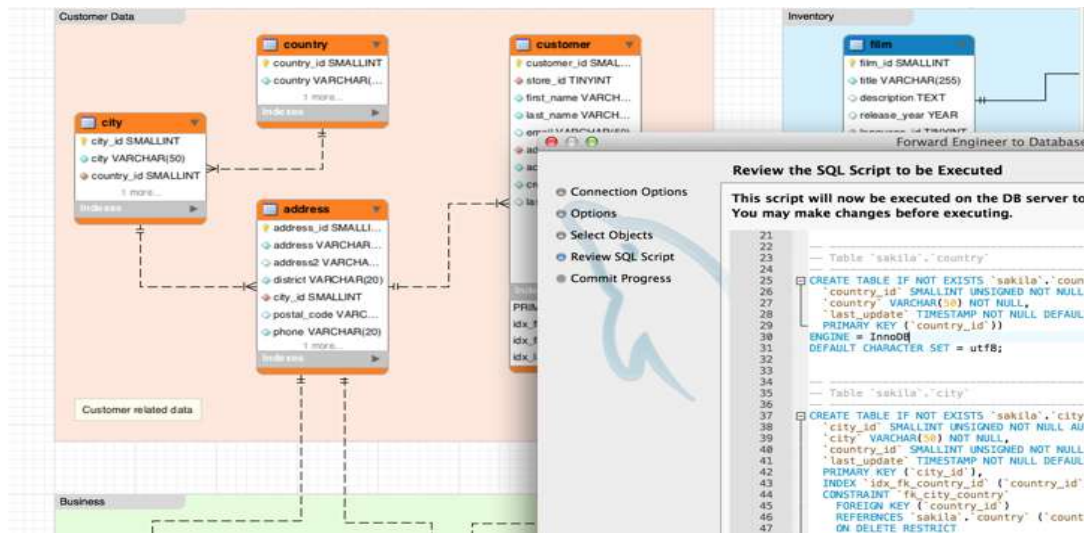 Customer Data
country
country_id SMALLINT
country VARCHAR(...
1 more...
Indexes
city
city_id SMALLINT
city VARCHAR(50)
country_id SMALLINT
1 more...
Indexes
address
address_id SMALLI...
address VARCHAR...
address2 VARCHA...
district VARCHAR(20)
city_id SMALLINT
postal_code VARC...
phone VARCHAR(20)
1 more...
Indexes
customer
customer_id SMAL...
store_id TINYINT
first_name VARCH...
last_name VARCH...
email VARCHAR(50)
PRIM
idx_f
idx_f
idx_l
Customer related data
Business
Inventory
film
film_id SMALLINT
title VARCHAR(255)
description TEXT
release_year YEAR
language_id TINYINT
Forward Engineer to Database
Connection Options
Options
Select Objects
Review SQL Script
Commit Progress
Review the SQL Script to be Executed
This script will now be executed on the DB server to
You may make changes before executing.
21
22 -- -----------------------------------------------------
23 -- Table `sakila`.`country`
24 -- -----------------------------------------------------
25 CREATE TABLE IF NOT EXISTS `sakila`.`coun
26 `country_id` SMALLINT UNSIGNED NOT NULL
27 `country` VARCHAR(50) NOT NULL,
28 `last_update` TIMESTAMP NOT NULL DEFAUL
29 PRIMARY KEY (`country_id`))
30 ENGINE = InnoDB
31 DEFAULT CHARACTER SET = utf8;
32
33
34 -- -----------------------------------------------------
35 -- Table `sakila`.`city`
36 -- -----------------------------------------------------
37 CREATE TABLE IF NOT EXISTS `sakila`.`city
38 `city_id` SMALLINT UNSIGNED NOT NULL AU
39 `city` VARCHAR(50) NOT NULL,
40 `country_id` SMALLINT UNSIGNED NOT NULL
41 `last_update` TIMESTAMP NOT NULL DEFAUL
42 PRIMARY KEY (`city_id`),
43 INDEX `idx_fk_country_id` (`country_id`
44 CONSTRAINT `fk_city_country`
45 FOREIGN KEY (`country_id`)
46 REFERENCES `sakila`.`country` (`count
47 ON DELETE RESTRICT